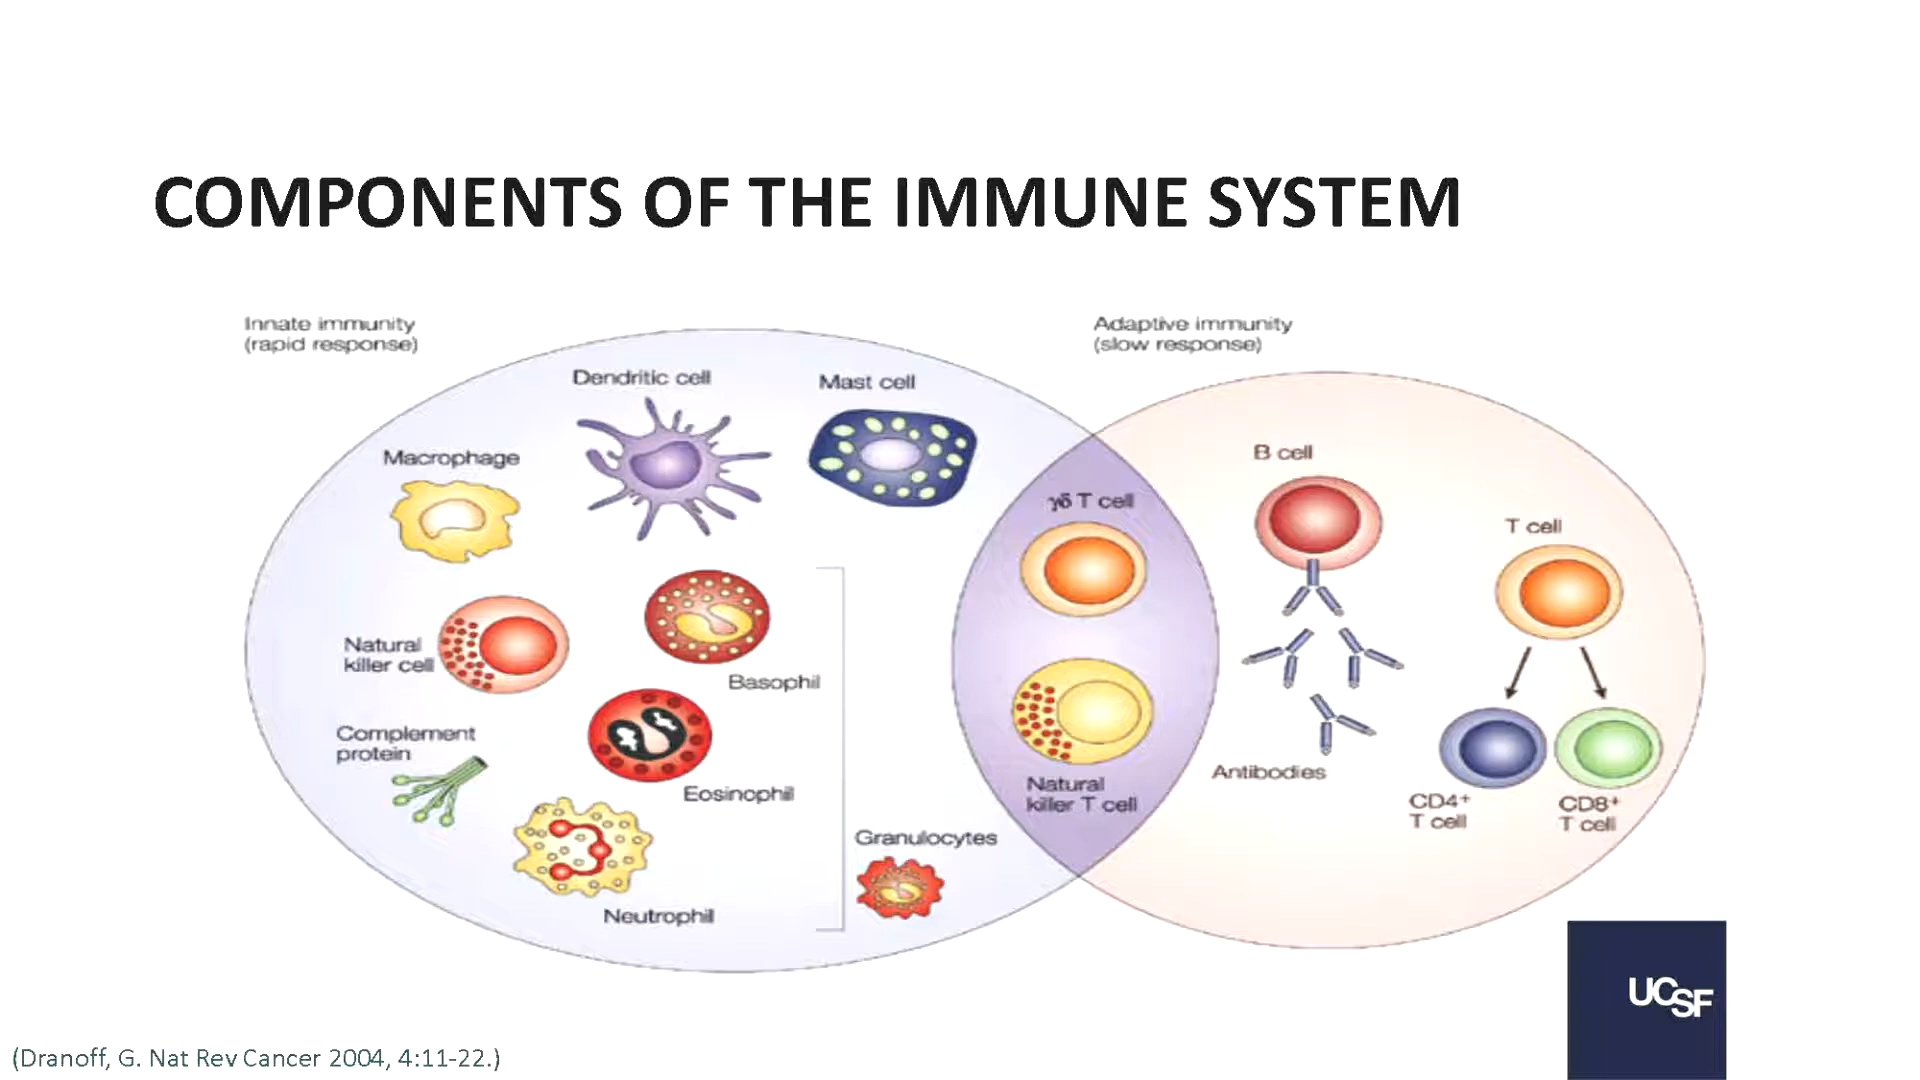 COMPONENTS OF THE IMMUNE SYSTEM
Innate immunity
(rapid response)
Adaptive immunity
(slow response)
Dendritic cell
Mast cell
Macrophage
B cell
γδ T cell
T cell
Natural
killer cell
Basophil
Complement
protein
Eosinophil
Natural
killer T cell
Antibodies
CD4+
T cell
CD8+
T cell
Granulocytes
Neutrophil
UCSF
(Dranoff, G. Nat Rev Cancer 2004, 4:11-22.)